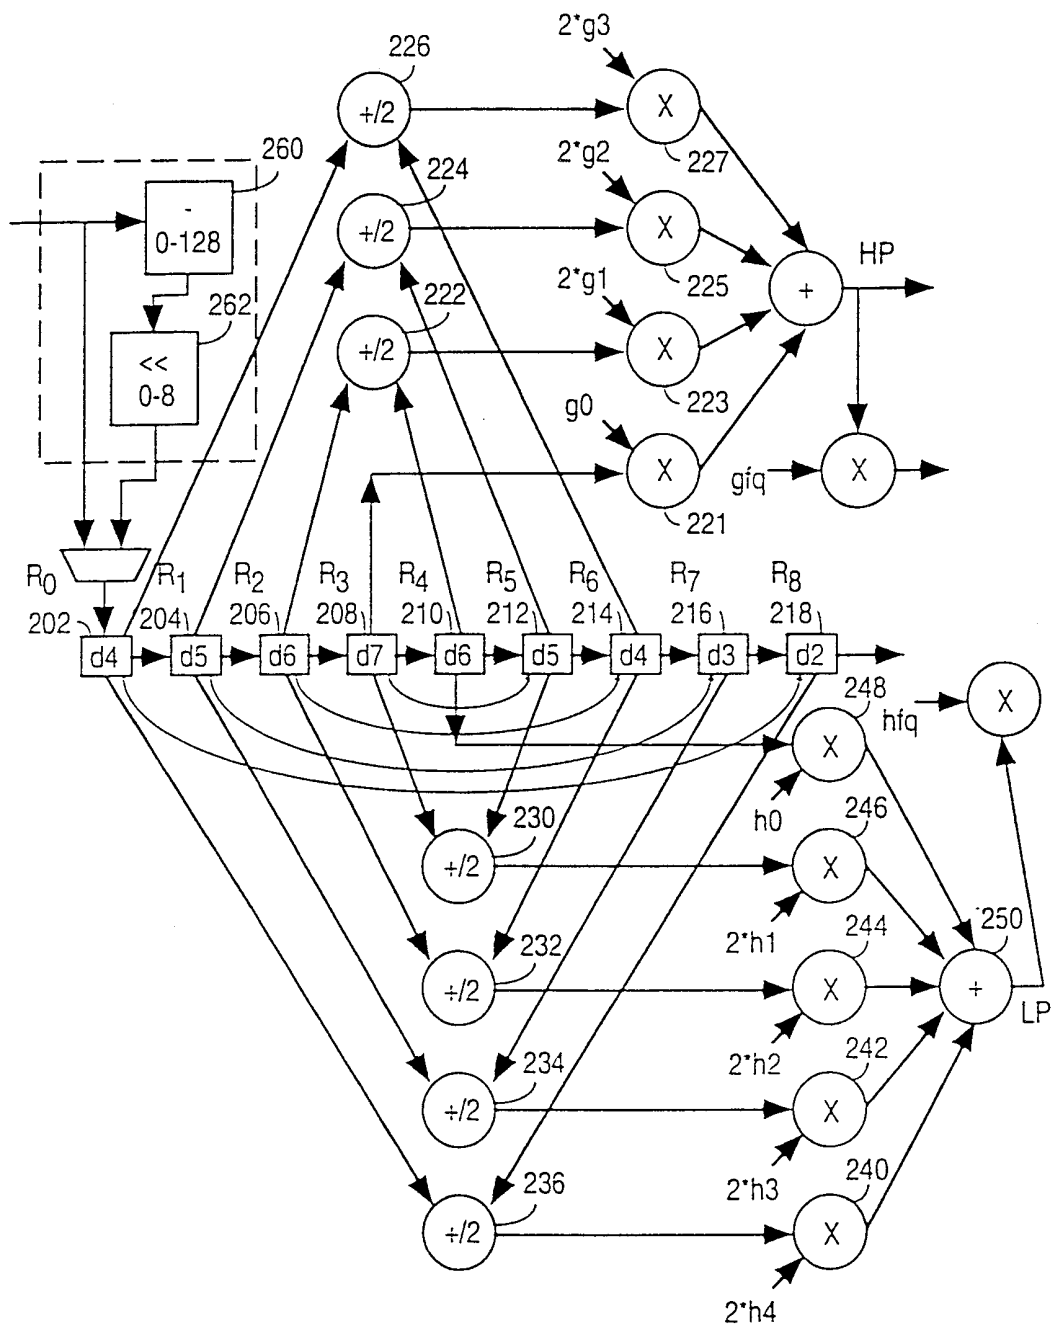 2*g3
226
÷/2
X
227
260
-
0-128
224
2*g2
÷/2
X
225
HP
+
262
<<
0-8
222
2*g1
÷/2
X
223
g0
X
221
gfq
X
R0
R1
R2
R3
R4
R5
R6
R7
R8
202
204
206
208
210
212
214
216
218
d4
d5
d6
d7
d6
d5
d4
d3
d2
248
hfq
X
X
h0
230
246
÷/2
X
2*h1
232
244
250
÷/2
X
÷
LP
2*h2
234
242
÷/2
X
2*h3
236
240
÷/2
X
2*h4